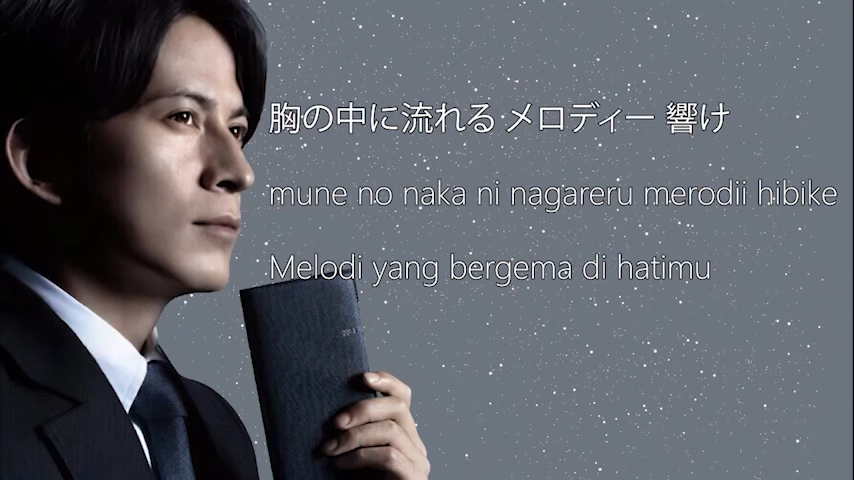 胸の中に流れる メロディー 響け
mune no naka ni nagareru merodii hibike
Melodi yang bergema di hatimu